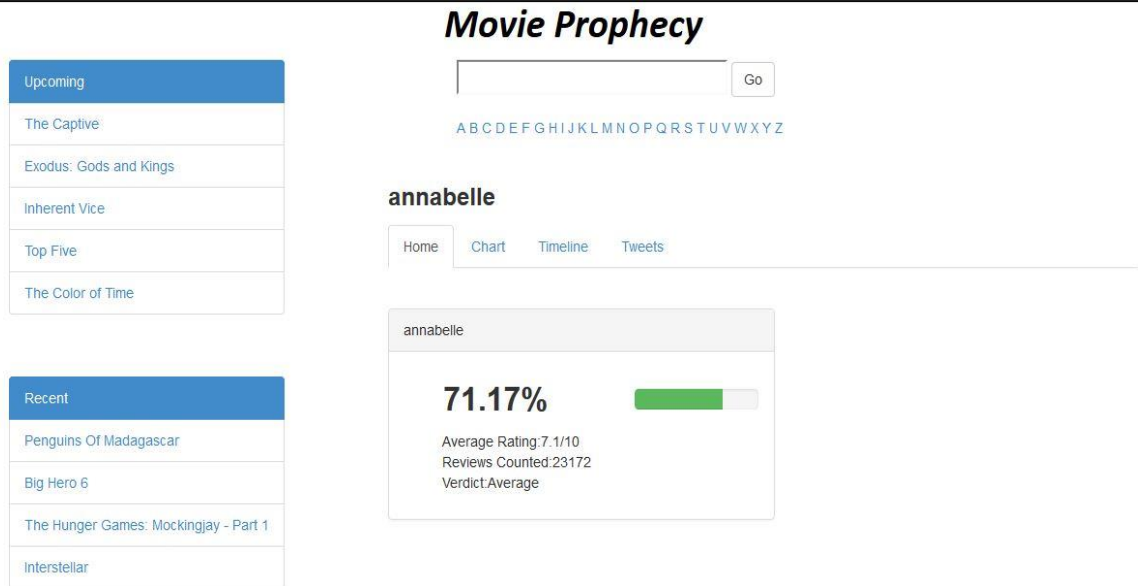 Movie Prophecy
Go
A B C D E F G H I J K L M N O P Q R S T U V W X Y Z
Upcoming
The Captive
Exodus: Gods and Kings
Inherent Vice
Top Five
The Color of Time
Recent
Penguins Of Madagascar
Big Hero 6
The Hunger Games: Mockingjay - Part 1
Interstellar
annabelle
Home Chart Timeline Tweets
annabelle
71.17%
Average Rating:7.1/10
Reviews Counted:23172
Verdict:Average